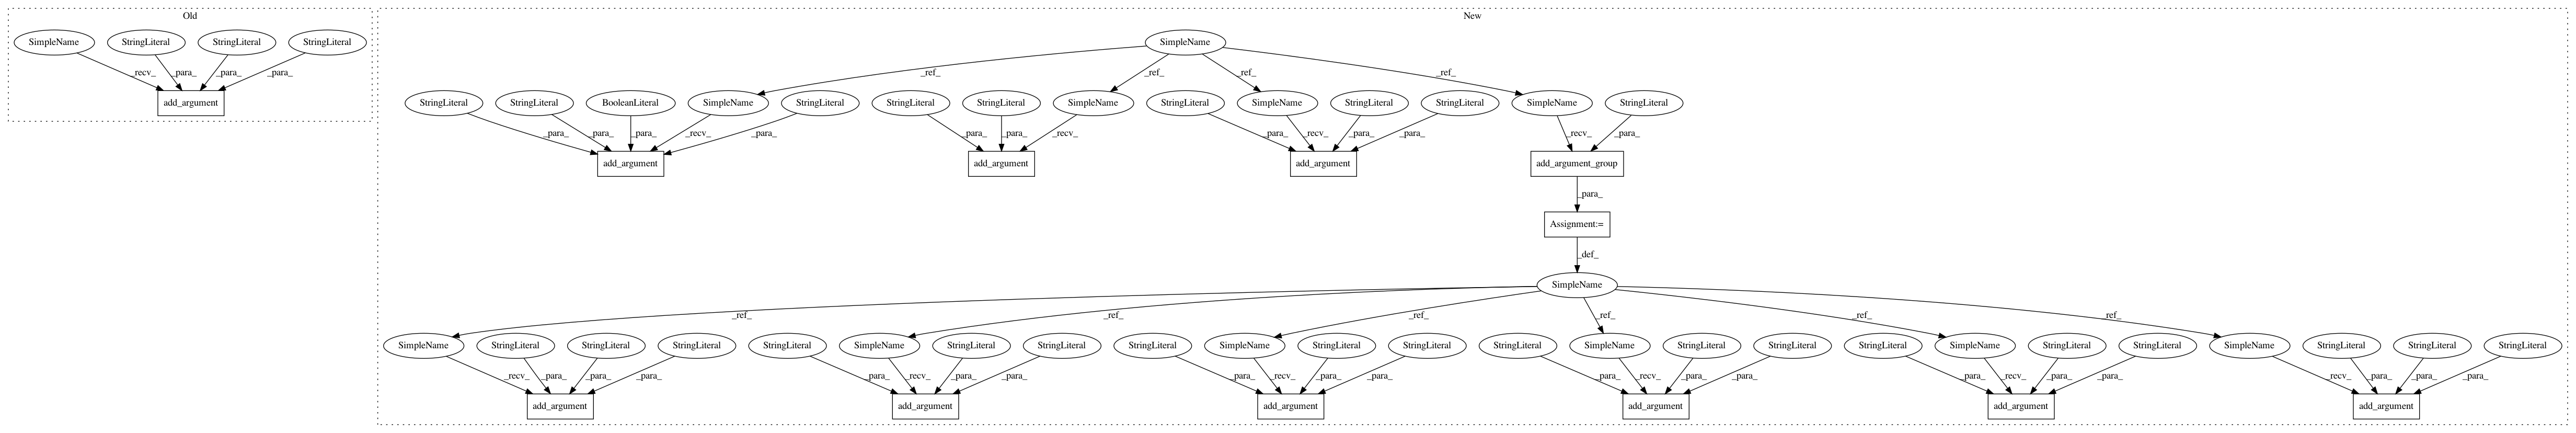 Old
New
SimpleName StringLiteral StringLiteral StringLiteral
SimpleName
_recv_ _para_ _para_ _para_
_ref_ _ref_ _ref_ _ref_
add_argument
StringLiteral StringLiteral BooleanLiteral SimpleName StringLiteral StringLiteral StringLiteral SimpleName StringLiteral SimpleName StringLiteral StringLiteral SimpleName StringLiteral
_para_ _para_ _para_ _recv_ _para_ _para_ _para_ _recv_ _para_ _recv_ _para_ _para_ _recv_ _para_
add_argument add_argument add_argument add_argument_group
_para_
Assignment:=
_def_
SimpleName
_ref_ _ref_ _ref_ _ref_ _ref_ _ref_
SimpleName StringLiteral StringLiteral StringLiteral StringLiteral SimpleName StringLiteral StringLiteral StringLiteral SimpleName StringLiteral StringLiteral StringLiteral SimpleName StringLiteral StringLiteral StringLiteral SimpleName StringLiteral StringLiteral SimpleName StringLiteral StringLiteral StringLiteral
_recv_ _para_ _para_ _para_ _para_ _recv_ _para_ _para_ _para_ _recv_ _para_ _para_ _para_ _recv_ _para_ _para_ _para_ _recv_ _para_ _para_ _recv_ _para_ _para_ _para_
add_argument add_argument add_argument add_argument add_argument add_argument